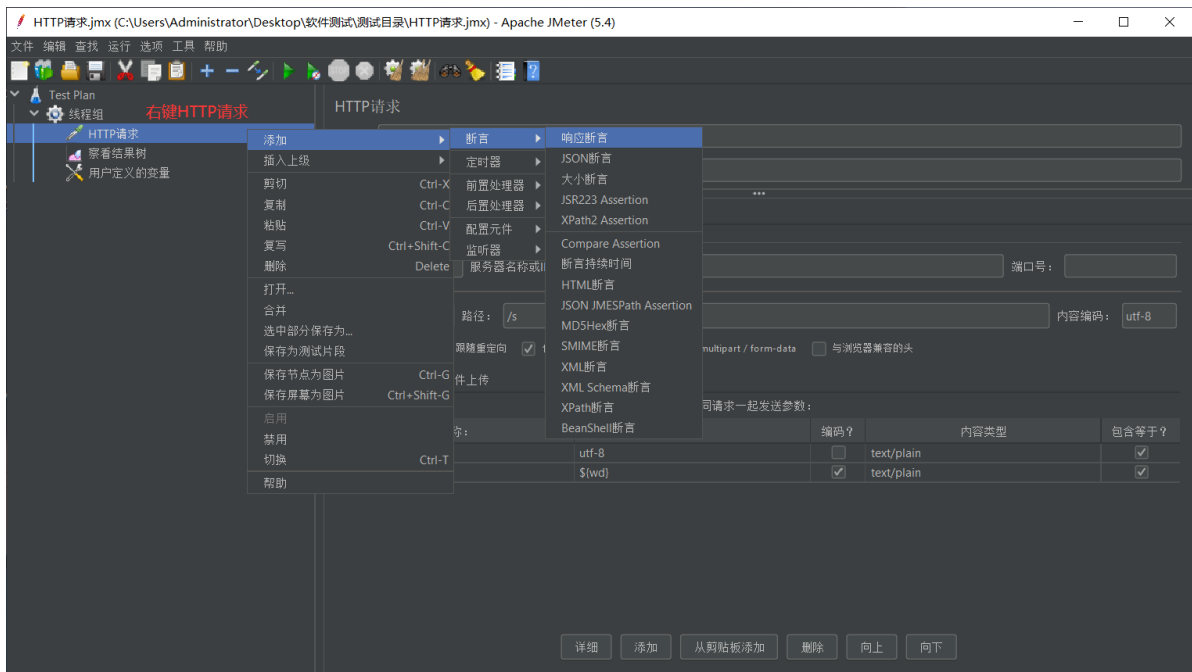 HTTP请求.jmx (C:\Users\Administrator\Desktop\软件测试\测试目录\HTTP请求.jmx) - Apache JMeter (5.4)
文件 编辑 查找 运行 选项 工具 帮助
Test Plan
线程组
右键HTTP请求
HTTP请求
察看结果树
用户定义的变量
HTTP请求
添加
插入上级
剪切 Ctrl-X
复制 Ctrl-C
粘贴 Ctrl-V
复写 Ctrl+Shift-C
删除 Delete
打开...
合并
选中部分保存为...
保存为测试片段
保存节点为图片 Ctrl-G
保存屏幕为图片 Ctrl+Shift-G
启用
禁用
切换 Ctrl-T
帮助
断言
定时器
前置处理器
后置处理器
配置元件
监听器
响应断言
JSON断言
大小断言
JSR223 Assertion
XPath2 Assertion
Compare Assertion
断言持续时间
HTML断言
JSON JMESPath Assertion
MD5Hex断言
SMIME断言
XML断言
XML Schema断言
XPath断言
BeanShell断言
服务器名称或I
端口号：
路径： /s
内容编码： utf-8
跟随重定向
multipart / form-data 与浏览器兼容的头
件上传
同请求一起发送参数：
称： 编码？ 内容类型 包含等于？
utf-8 text/plain
${wd} text/plain
详细 添加 从剪贴板添加 删除 向上 向下